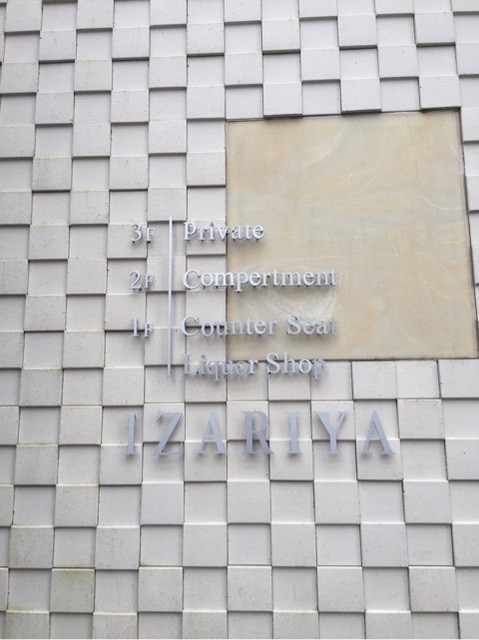 3F Private
2F Compertment
1F Counter Seat
Liquor Shop
IZARIYA